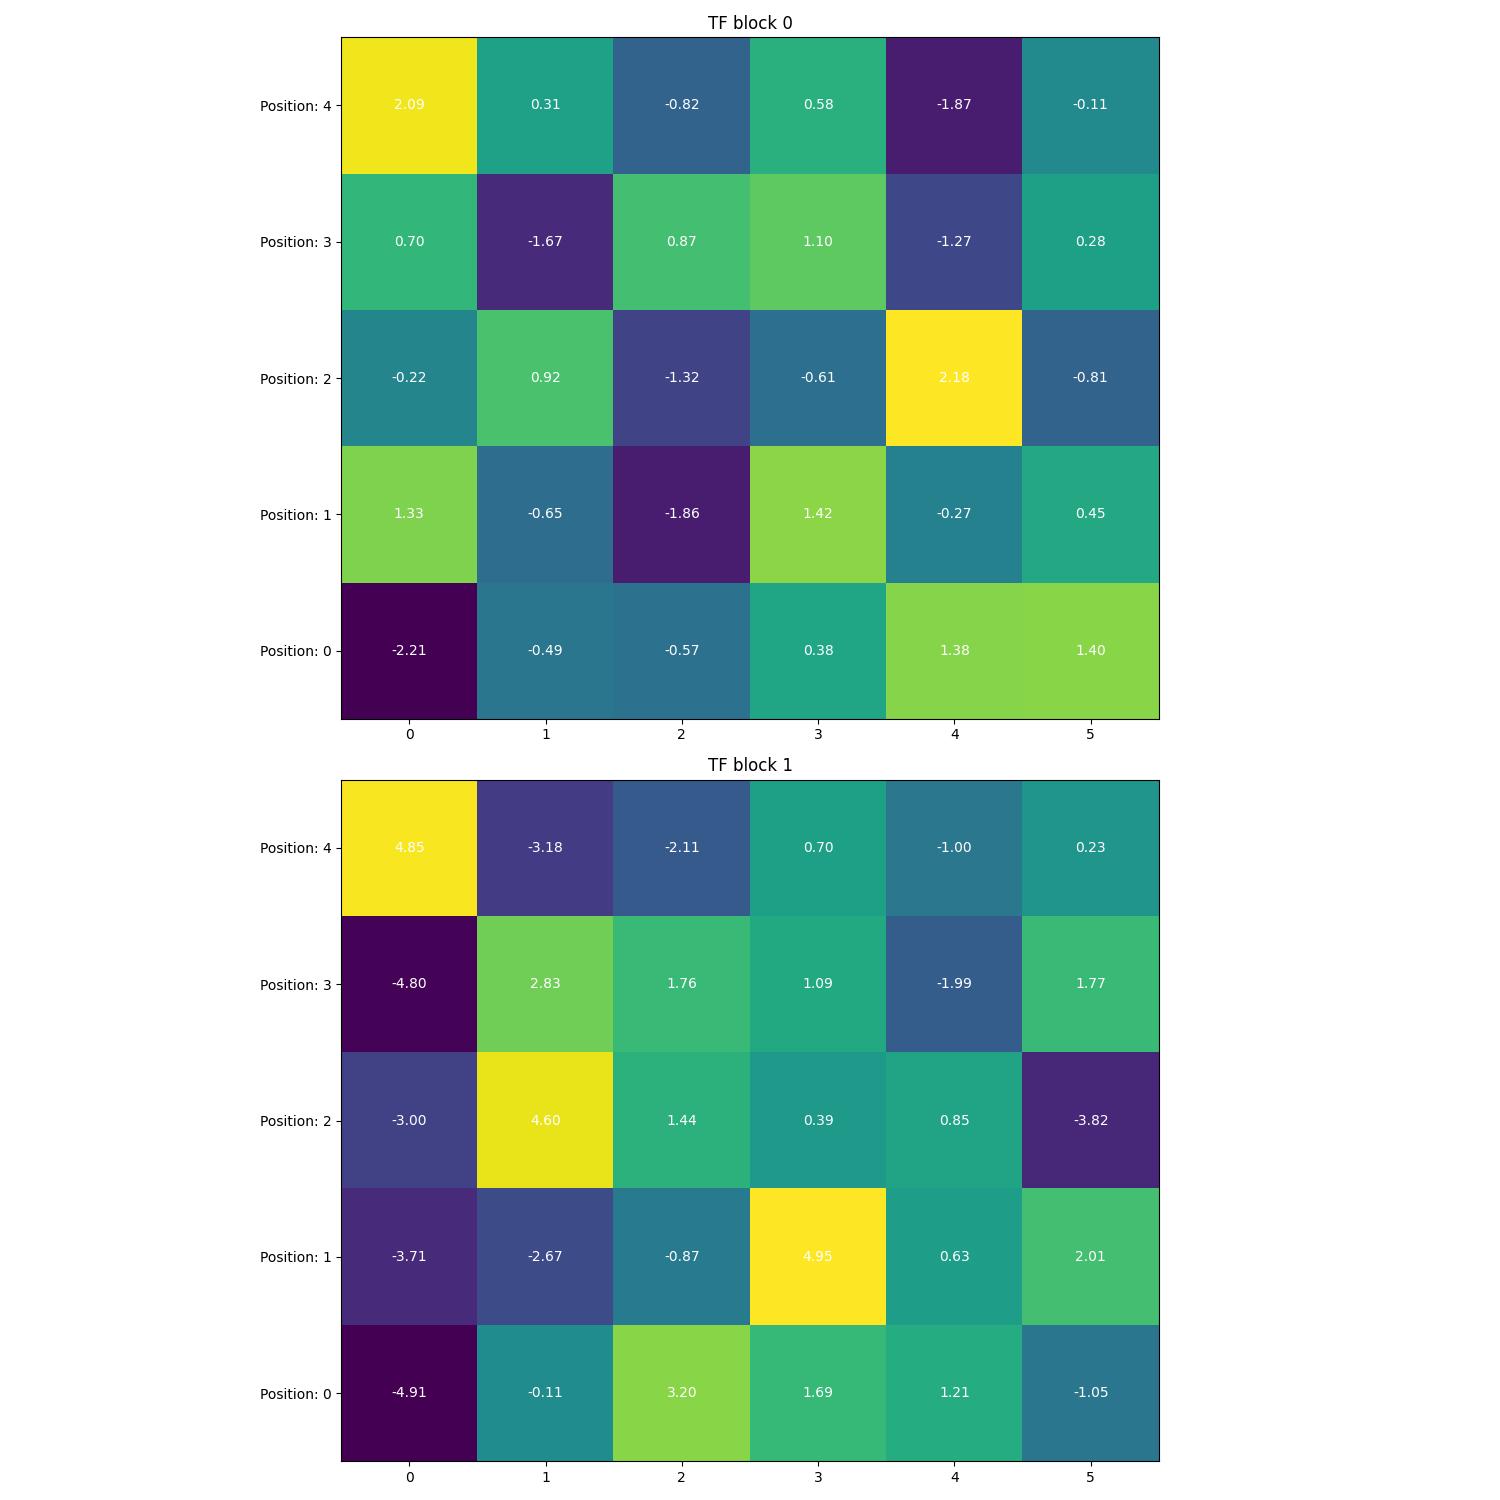 TF block 0
Position: 4 2.09 0.31 -0.82 0.58 -1.87 -0.11
Position: 3 0.70 -1.67 0.87 1.10 -1.27 0.28
Position: 2 -0.22 0.92 -1.32 -0.61 2.18 -0.81
Position: 1 1.33 -0.65 -1.86 1.42 -0.27 0.45
Position: 0 -2.21 -0.49 -0.57 0.38 1.38 1.40
0 1 2 3 4 5
TF block 1
Position: 4 4.85 -3.18 -2.11 0.70 -1.00 0.23
Position: 3 -4.80 2.83 1.76 1.09 -1.99 1.77
Position: 2 -3.00 4.60 1.44 0.39 0.85 -3.82
Position: 1 -3.71 -2.67 -0.87 4.95 0.63 2.01
Position: 0 -4.91 -0.11 3.20 1.69 1.21 -1.05
0 1 2 3 4 5